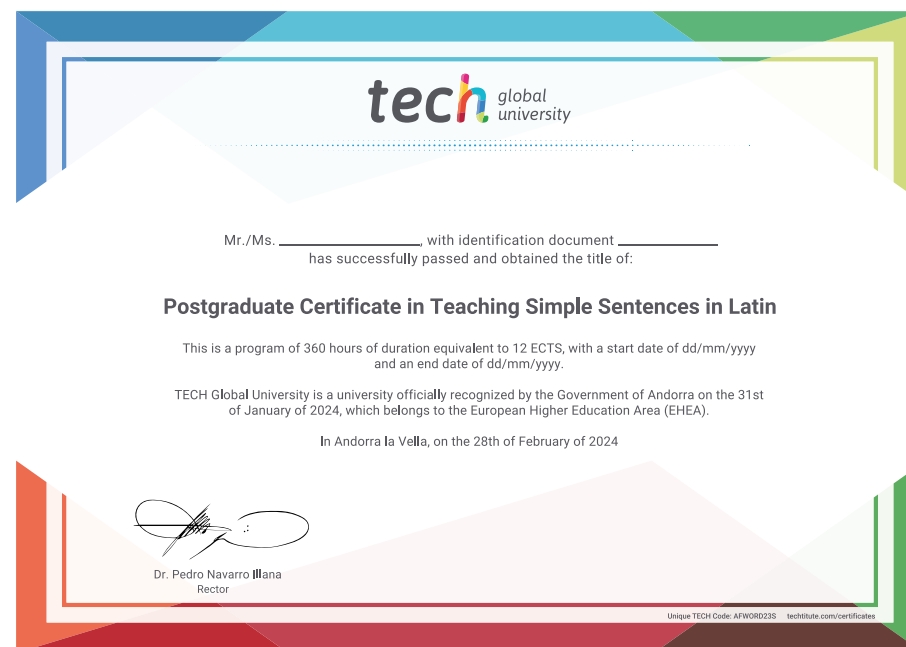 tech global
university
Mr./Ms. ____________, with identification document ____________
has successfully passed and obtained the title of:
Postgraduate Certificate in Teaching Simple Sentences in Latin
This is a program of 360 hours of duration equivalent to 12 ECTS, with a start date of dd/mm/yyyy
and an end date of dd/mm/yyyy.
TECH Global University is a university officially recognized by the Government of Andorra on the 31st
of January of 2024, which belongs to the European Higher Education Area (EHEA).
In Andorra la Vella, on the 28th of February of 2024
Dr. Pedro Navarro Illana
Rector
Unique TECH Code: AFWORD23S techtitute.com/certificates